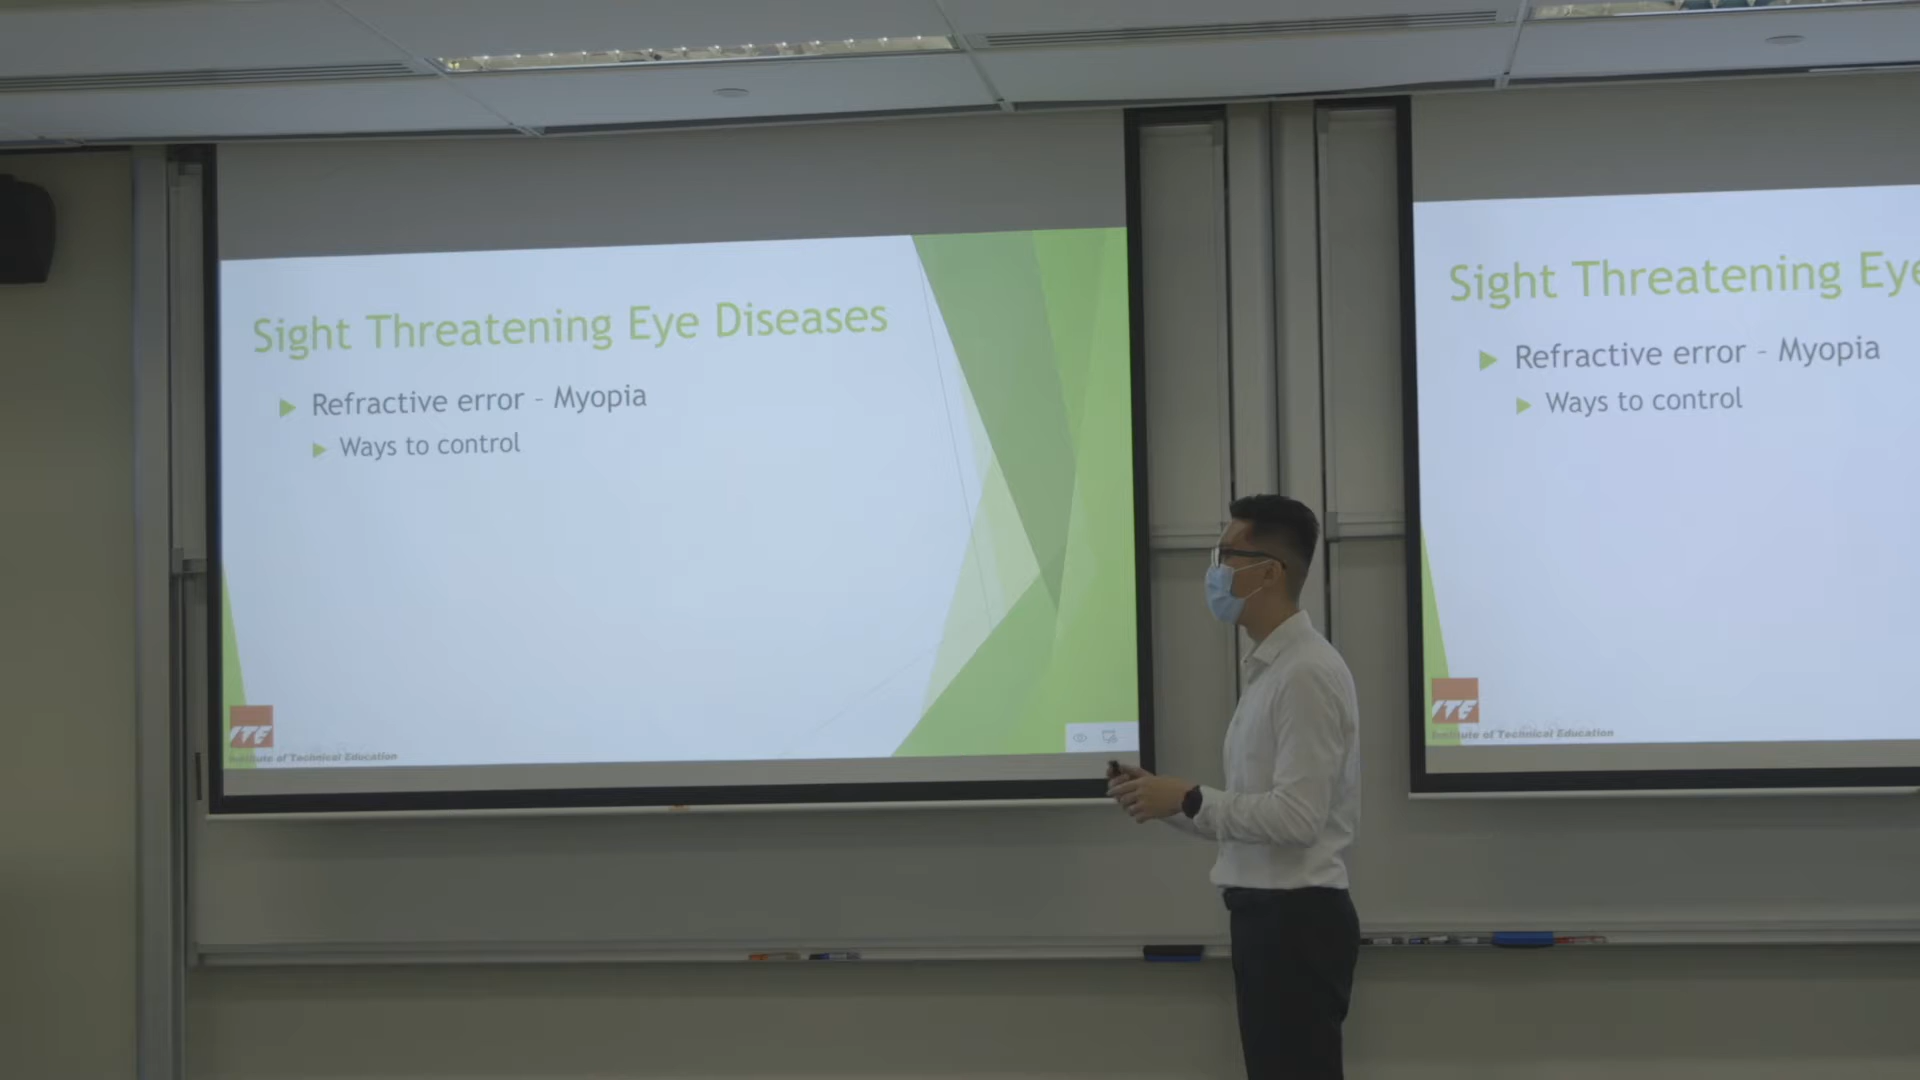 Sight Threatening Eye Diseases
Refractive error – Myopia
Ways to control
ITE
Institute of Technical Education
Sight Threatening Eye
Refractive error – Myopia
Ways to control
ITE
Institute of Technical Education